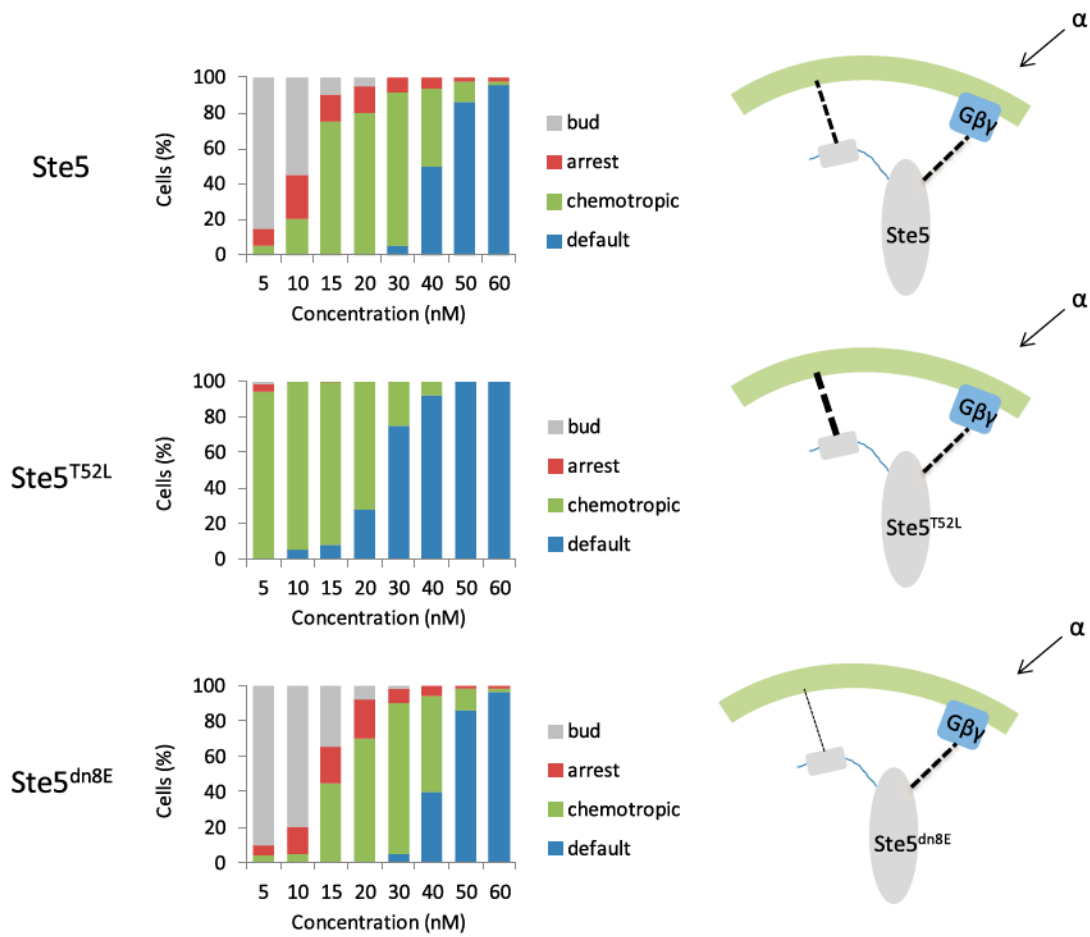 Ste5
Cells (%)
100
80
60
40
20
0
5 10 15 20 30 40 50 60
Concentration (nM)
bud
arrest
chemotropic
default
α
Gβγ
Ste5
Ste5T52L
Cells (%)
100
80
60
40
20
0
5 10 15 20 30 40 50 60
Concentration (nM)
bud
arrest
chemotropic
default
α
Gβγ
Ste5T52L
Ste5dn8E
Cells (%)
100
80
60
40
20
0
5 10 15 20 30 40 50 60
Concentration (nM)
bud
arrest
chemotropic
default
α
Gβγ
Ste5dn8E